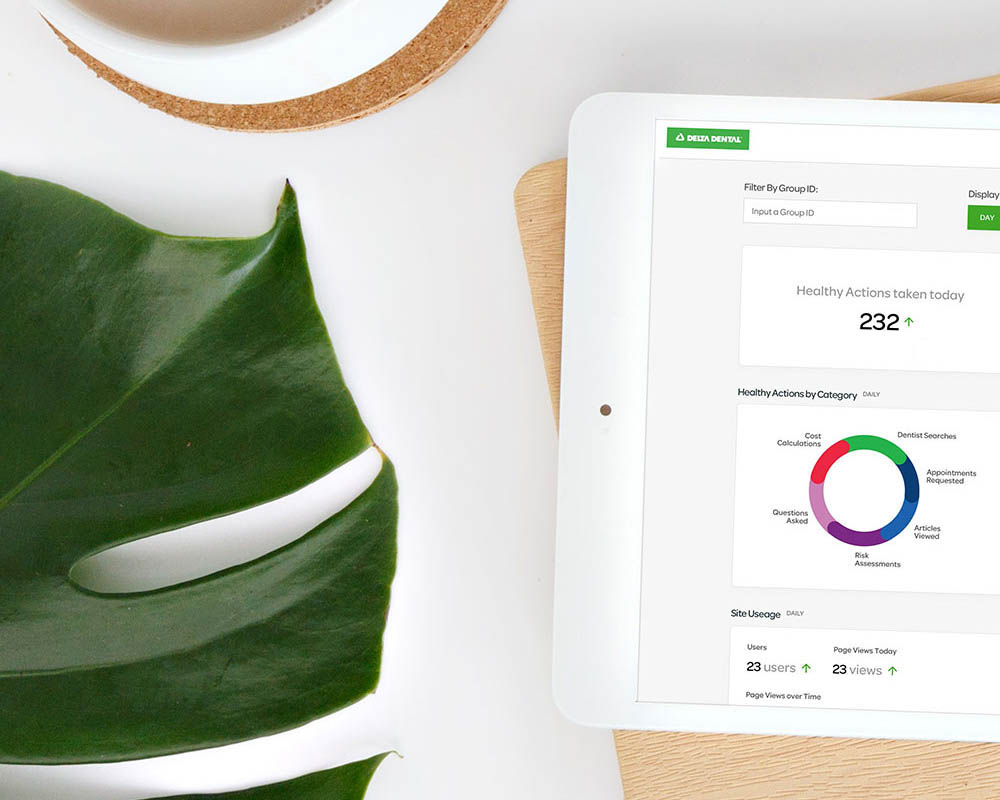 DELTA DENTAL
Filter By Group ID:
Display
Input a Group ID
DAY
Healthy Actions taken today
232
Healthy Actions by Category DAILY
Cost
Calculations
Dentist Searches
Appointments
Requested
Questions
Asked
Articles
Viewed
Risk
Assessments
Site Useage DAILY
Users
Page Views Today
23 users
23 views
Page Views over Time